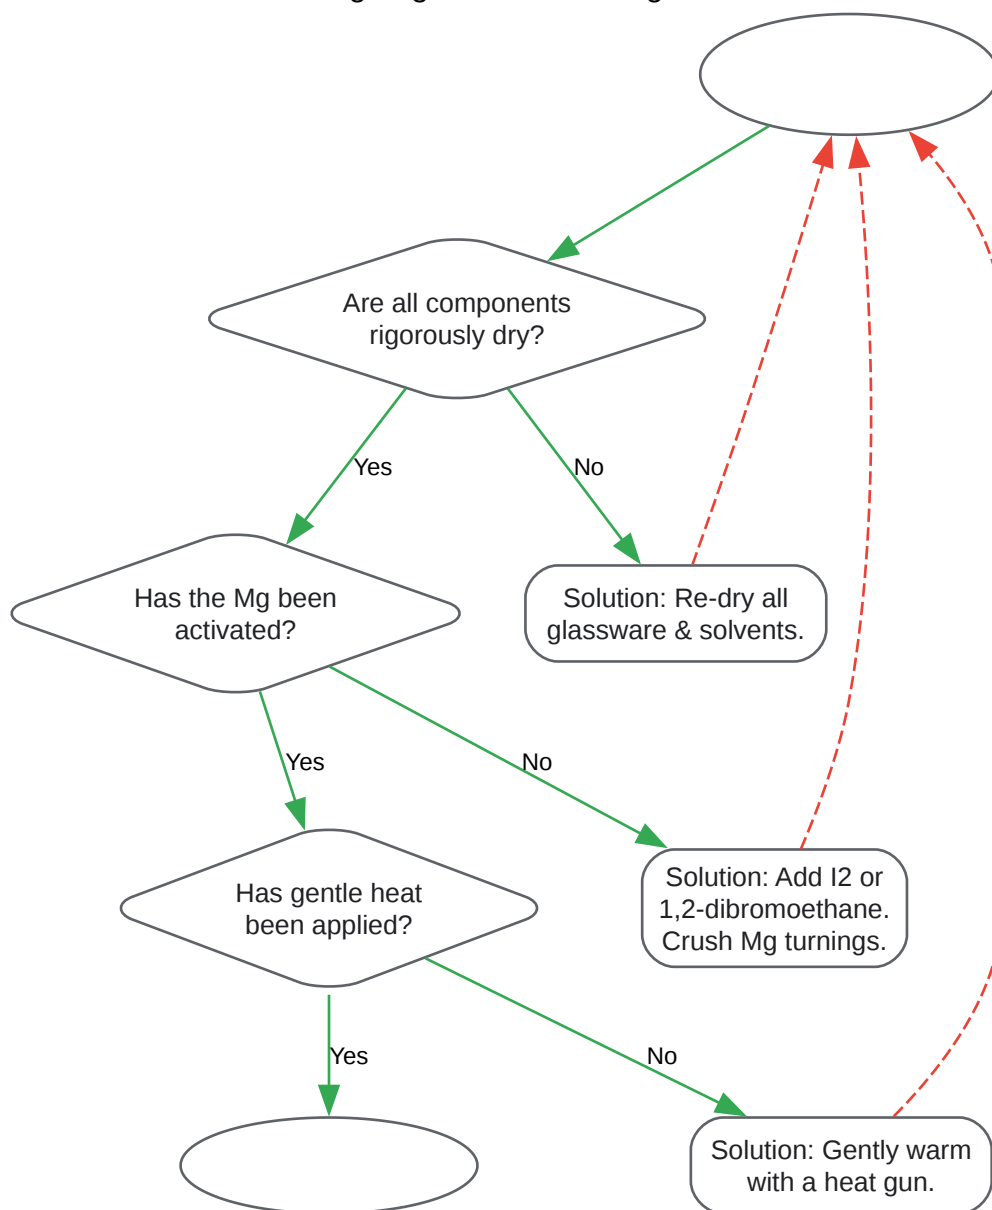 Are all components
rigorously dry?
Yes
No
Has the Mg been
activated?
Solution: Re-dry all
glassware & solvents.
Yes
No
Has gentle heat
been applied?
Solution: Add I2 or
1,2-dibromoethane.
Crush Mg turnings.
Yes
No
Solution: Gently warm
with a heat gun.